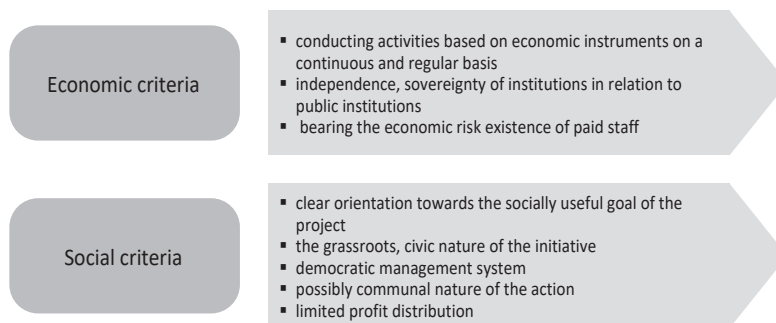 Economic criteria
▪ conducting activities based on economic instruments on a
continuous and regular basis
▪ independence, sovereignty of institutions in relation to
public institutions
▪ bearing the economic risk existence of paid staff
Social criteria
▪ clear orientation towards the socially useful goal of the
project
▪ the grassroots, civic nature of the initiative
▪ democratic management system
▪ possibly communal nature of the action
▪ limited profit distribution